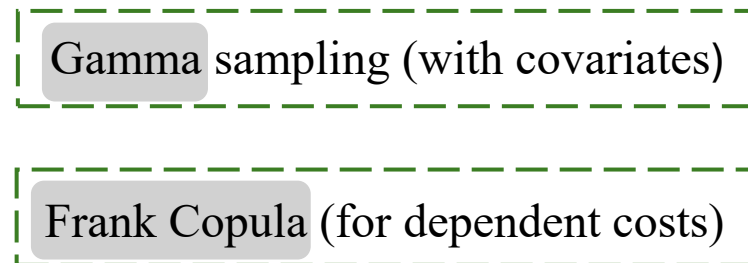 Gamma sampling (with covariates)
Frank Copula (for dependent costs)